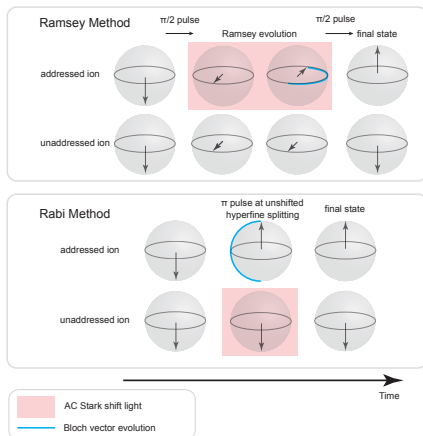 Ramsey Method
π/2 pulse
Ramsey evolution
π/2 pulse
final state
addressed ion
unaddressed ion
Rabi Method
π pulse at unshifted
hyperfine splitting
final state
addressed ion
unaddressed ion
Time
AC Stark shift light
Bloch vector evolution